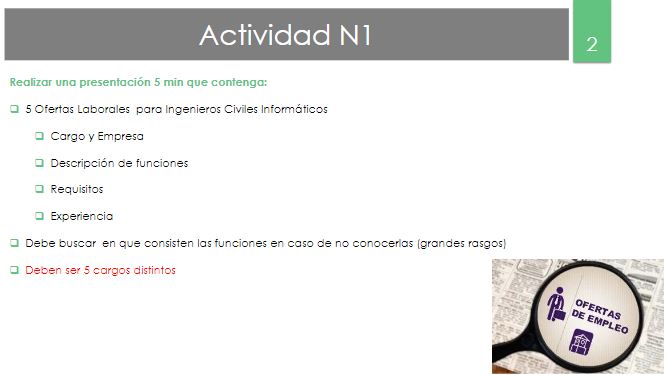 Actividad N1
2
Realizar una presentación 5 min que contenga:
5 Ofertas Laborales para Ingenieros Civiles Informáticos
Cargo y Empresa
Descripción de funciones
Requisitos
Experiencia
Debe buscar en que consisten las funciones en caso de no conocerlas (grandes rasgos)
Deben ser 5 cargos distintos
OFERTAS
DE EMPLEO